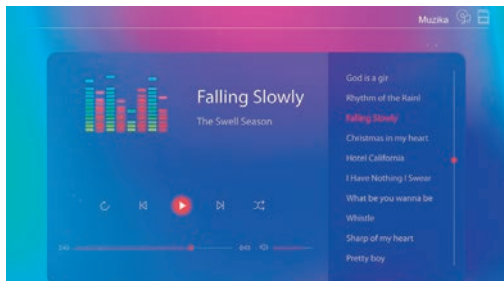 Muzika
Falling Slowly
The Swell Season
God is a gir
Rhythm of the Rainl
Falling Slowly
Christmas in my heart
Hotel California
I Have Nothing I Swear
What be you wanna be
Whistle
Sharp of my heart
Pretty boy